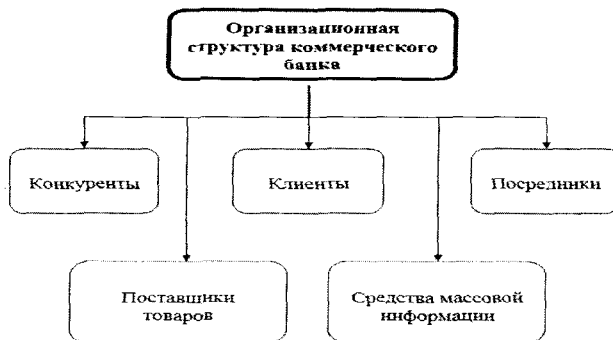 Организационная
структура коммерческого
банка
Конкуренты
Клиенты
Посредники
Поставщики
товаров
Средства массовой
информации